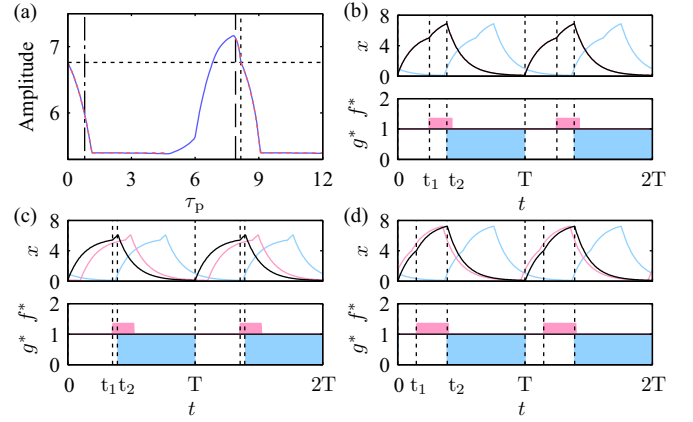 (a)
Amplitude
7
6
0 3 6 9 12
τp
(b)
x
8
4
0
g* f*
2
1
0
0 t1 t2 T 2T
t
(c)
x
8
4
0
g* f*
2
1
0
0 t1 t2 T 2T
t
(d)
x
8
4
0
g* f*
2
1
0
0 t1 t2 T 2T
t